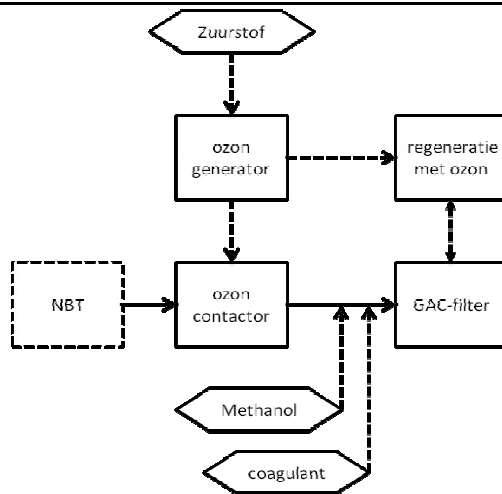 Zuurstof
ozon
generator
regeneratie
met ozon
NBT
ozon
contactor
GAC-filter
Methanol
coagulant